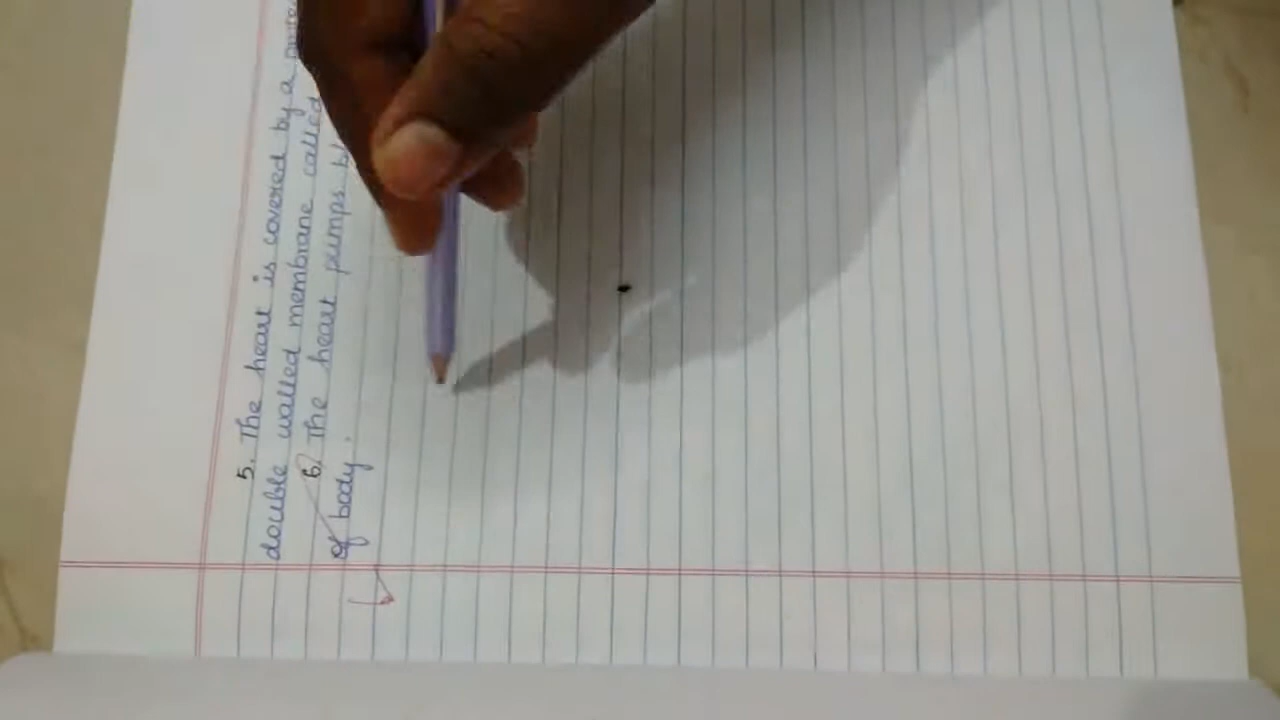 5. The heart is covered by a
double walled membrane called
6. The heart pumps
of body.